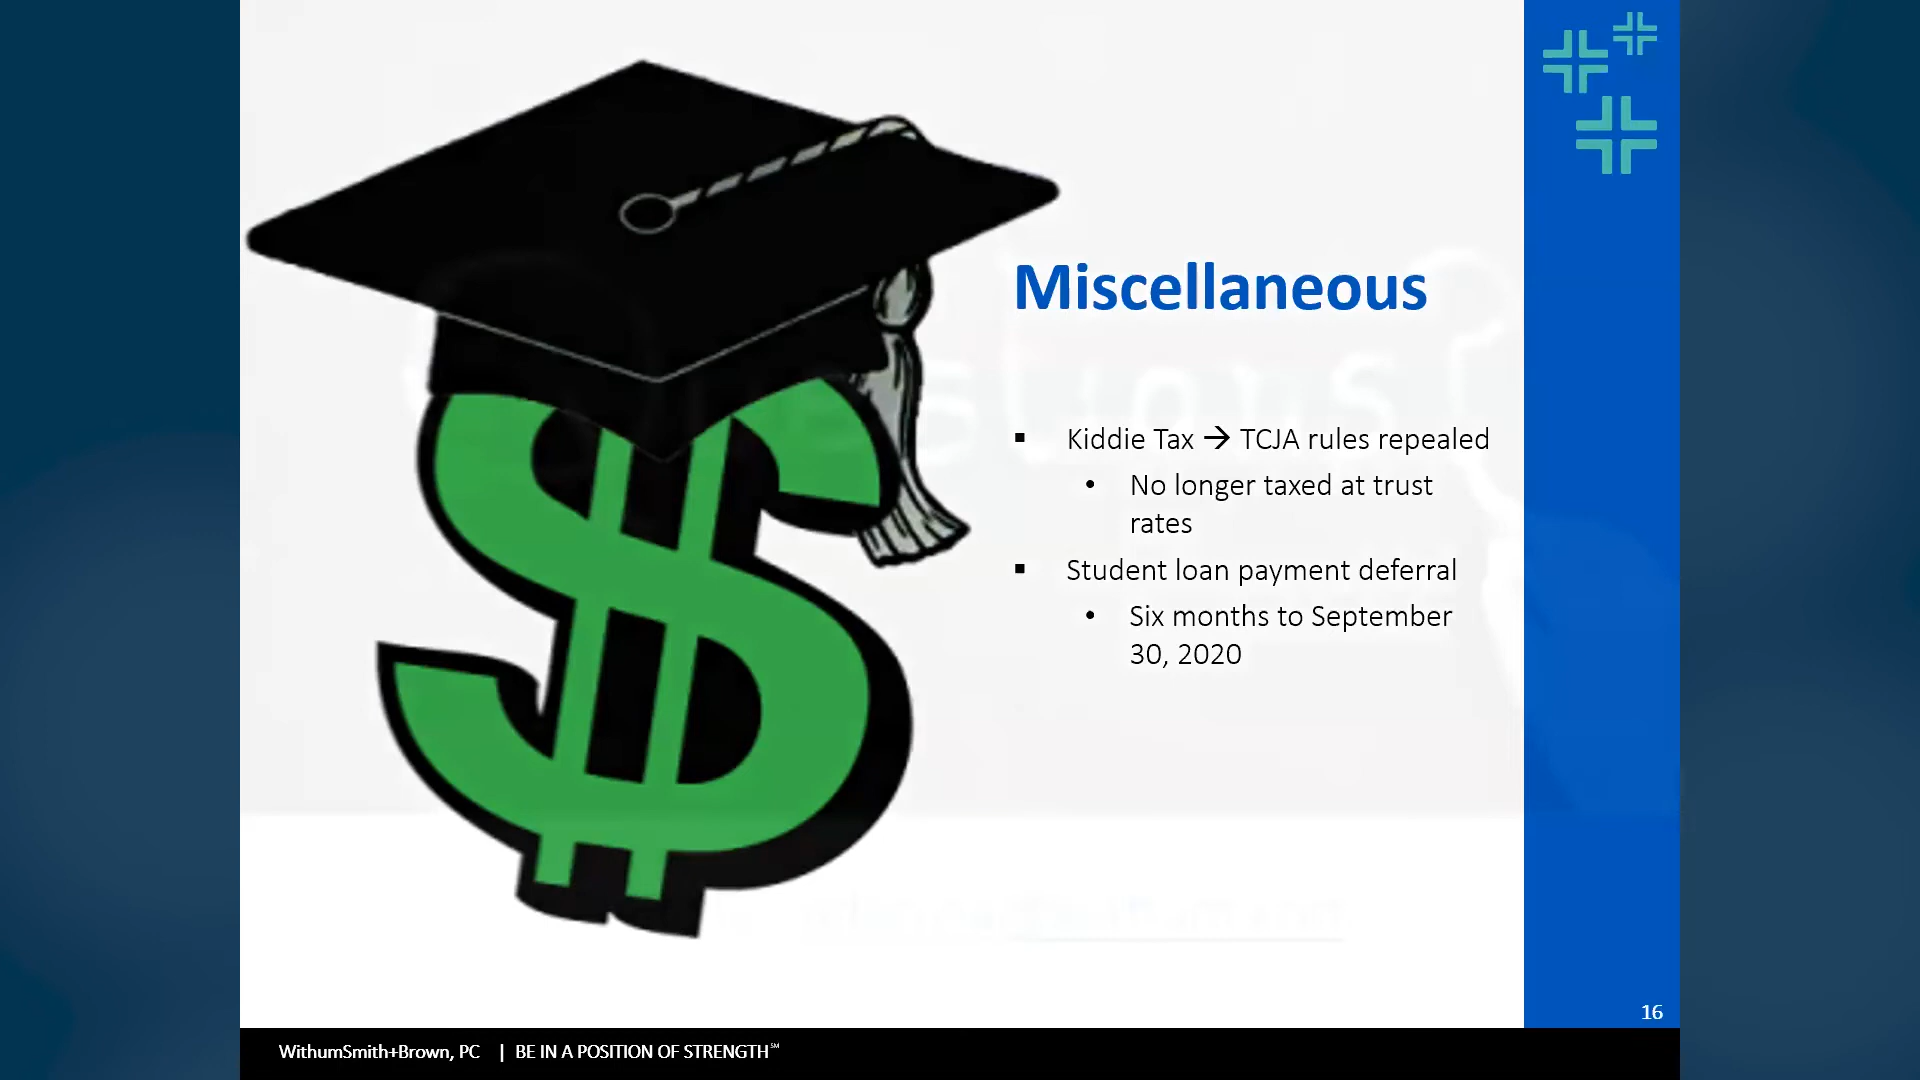 Miscellaneous
▪ Kiddie Tax → TCJA rules repealed
• No longer taxed at trust
rates
▪ Student loan payment deferral
• Six months to September
30, 2020
16
WithumSmith+Brown, PC | BE IN A POSITION OF STRENGTH℠